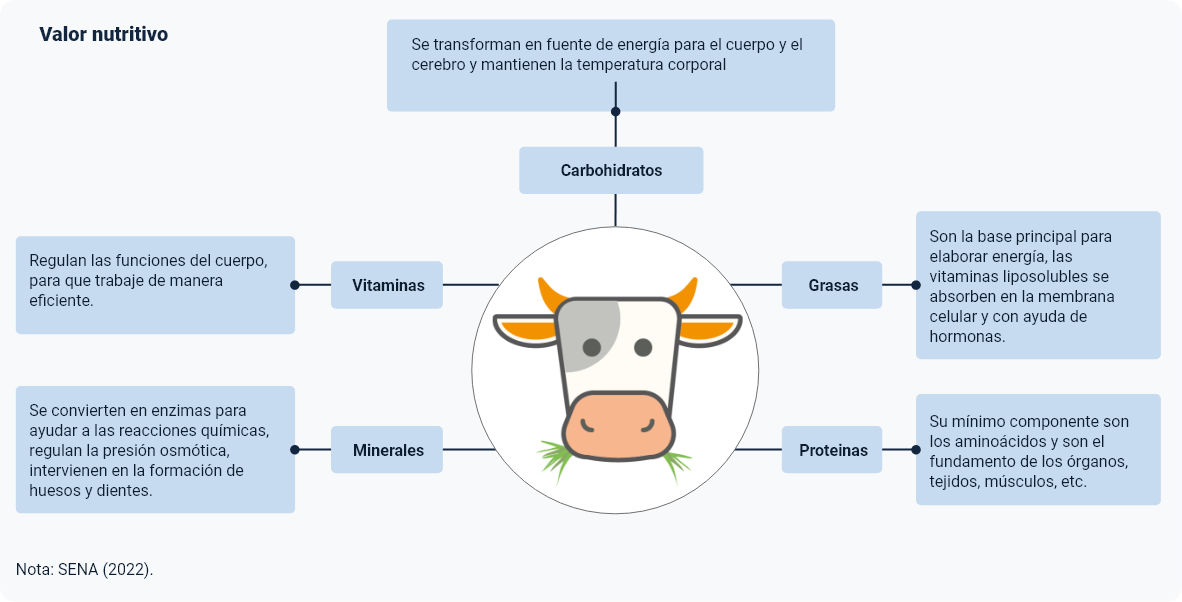 Valor nutritivo
Se transforman en fuente de energía para el cuerpo y el
cerebro y mantienen la temperatura corporal
Carbohidratos
Regulan las funciones del cuerpo,
para que trabaje de manera
eficiente.
Vitaminas
Grasas
Son la base principal para
elaborar energía, las
vitaminas liposolubles se
absorben en la membrana
celular y con ayuda de
hormonas.
Se convierten en enzimas para
ayudar a las reacciones químicas,
regulan la presión osmótica,
intervienen en la formación de
huesos y dientes.
Minerales
Proteinas
Su mínimo componente son
los aminoácidos y son el
fundamento de los órganos,
tejidos, músculos, etc.
Nota: SENA (2022).